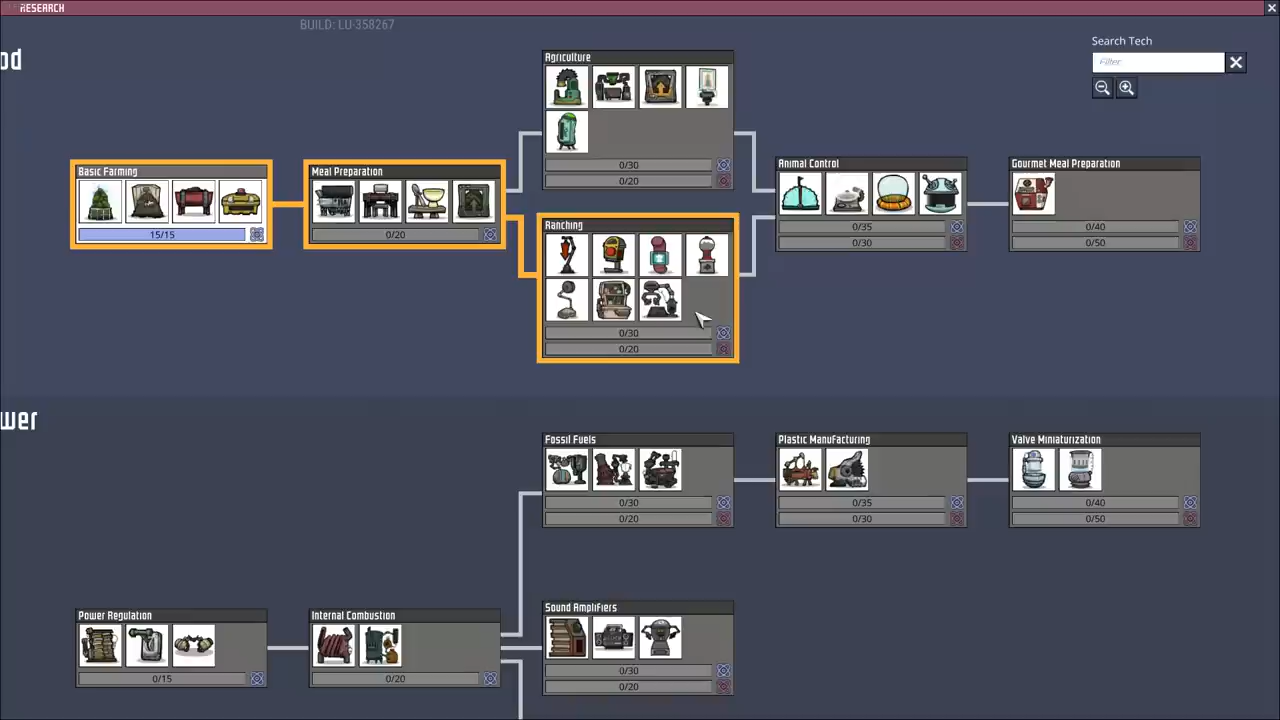 RESEARCH
BUILD: LU-358267
od
Search Tech
Filter
Agriculture
0/30
0/20
Basic Farming
15/15
Meal Preparation
0/20
Ranching
0/30
0/20
Animal Control
0/35
0/30
Gourmet Meal Preparation
0/40
0/50
wer
Fossil Fuels
0/30
0/20
Plastic Manufacturing
0/35
0/30
Valve Miniaturization
0/40
0/50
Power Regulation
0/15
Internal Combustion
0/20
Sound Amplifiers
0/30
0/20